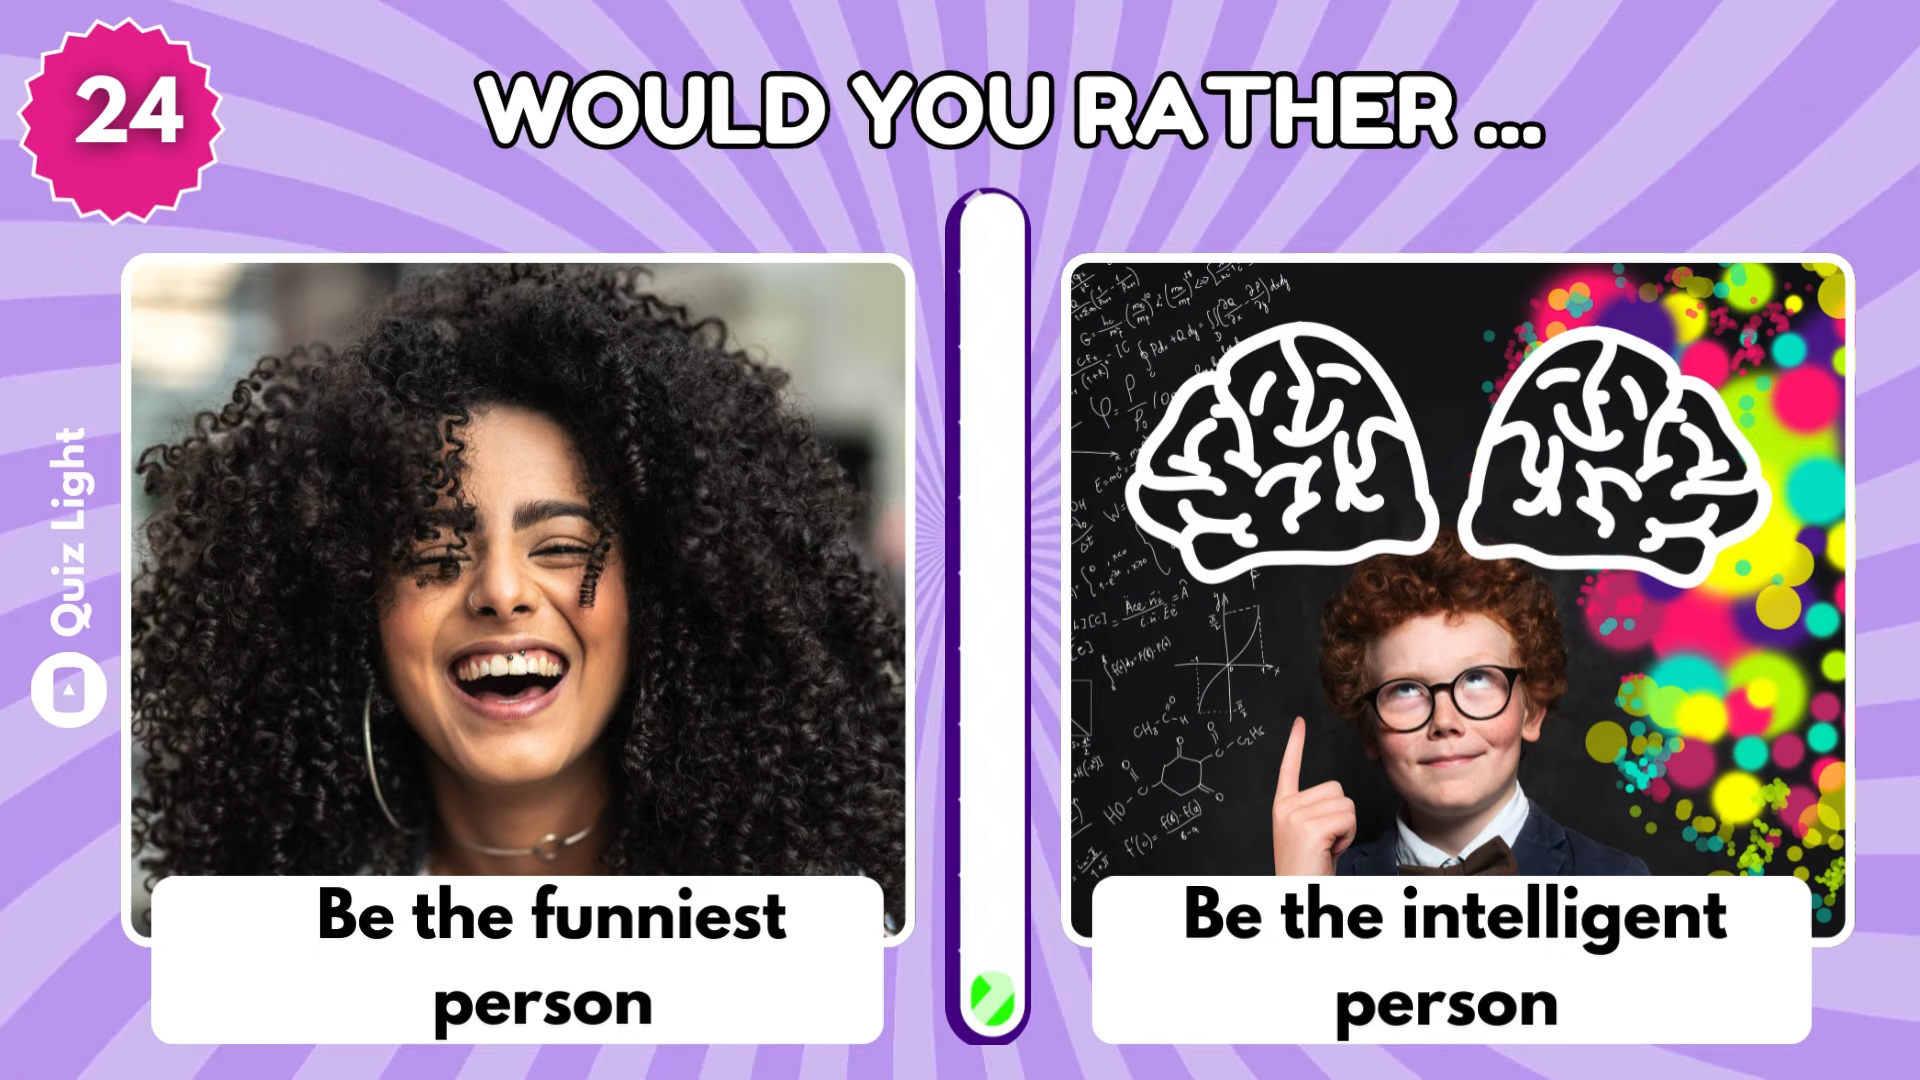 24
WOULD YOU RATHER ...
Quiz Light
Be the funniest
person
Be the intelligent
person